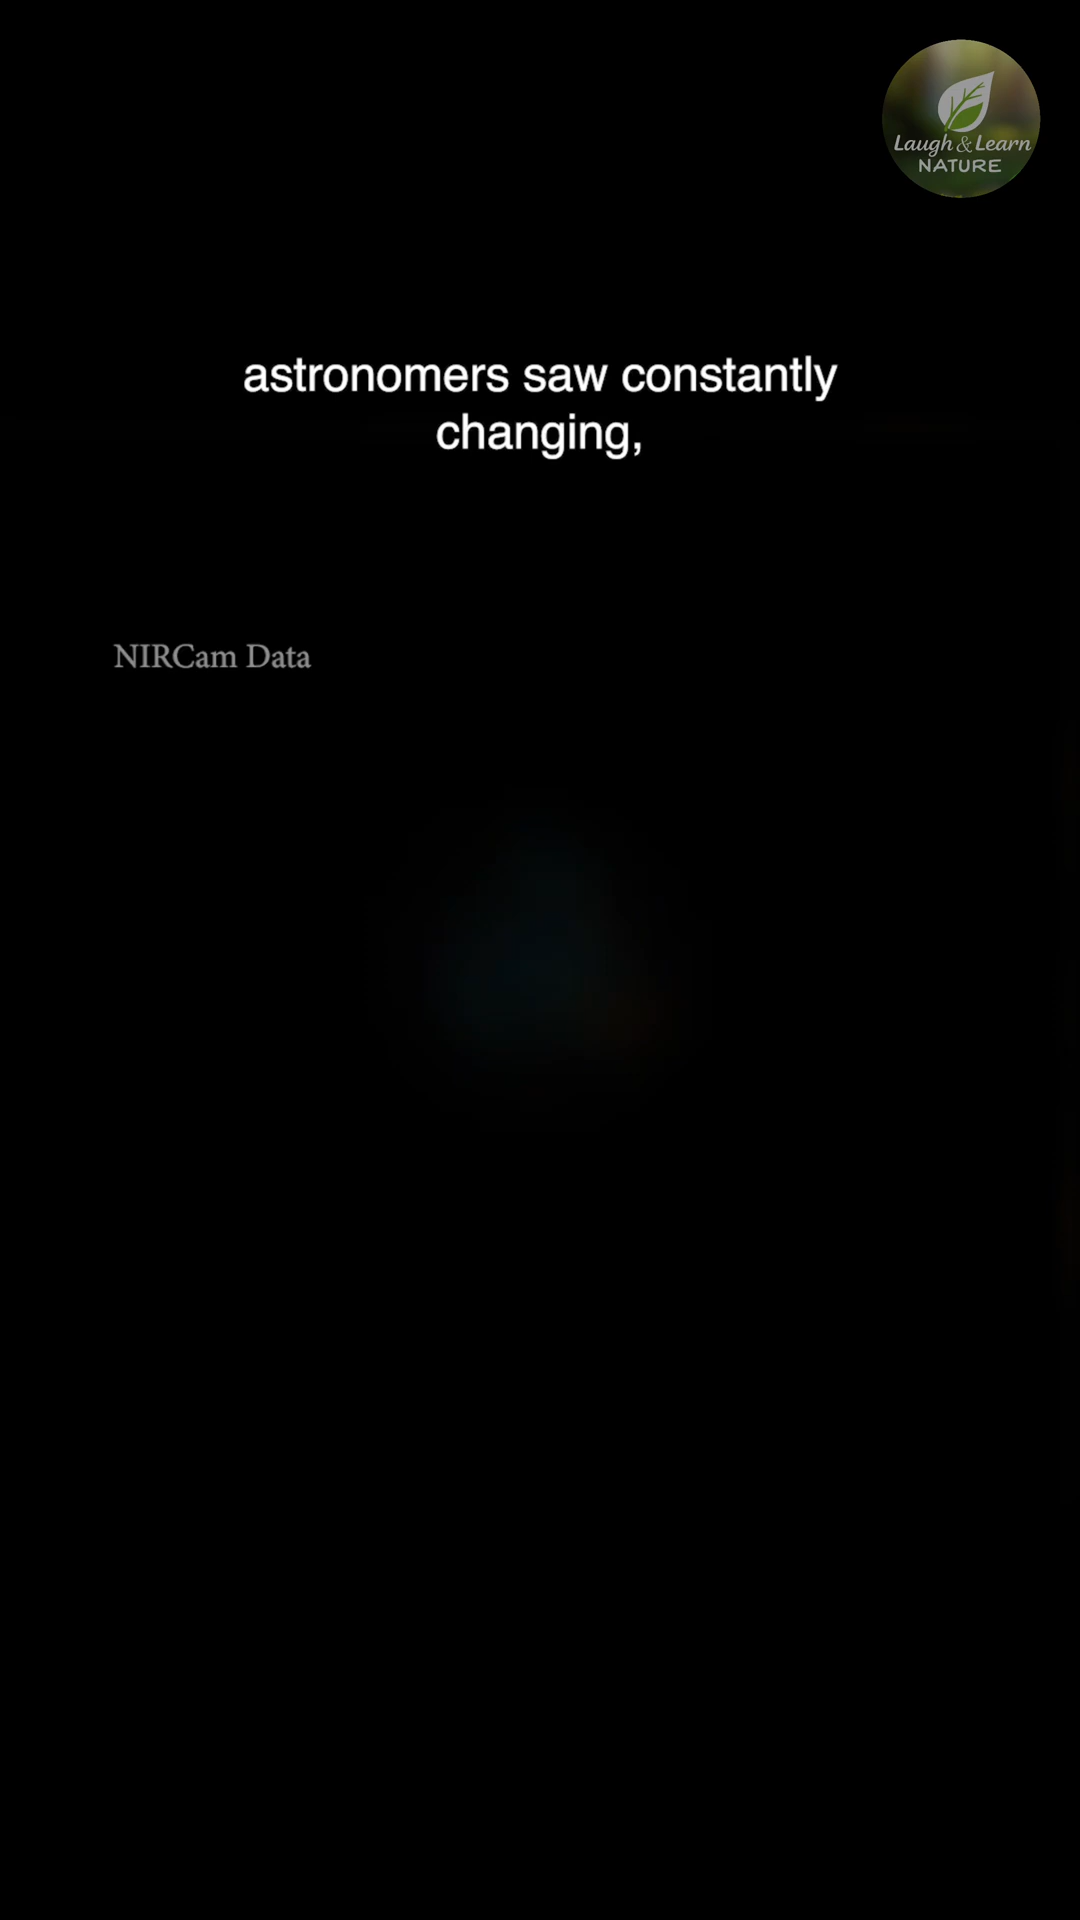 Laugh & Learn
NATURE
astronomers saw constantly
changing,
NIRCam Data